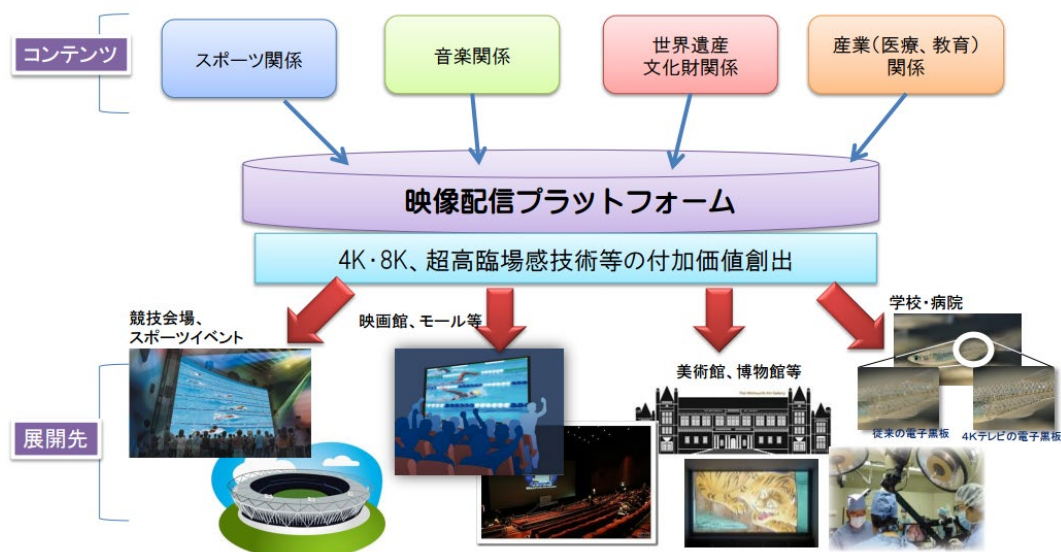 コンテンツ
スポーツ関係
音楽関係
世界遺産
文化財関係
産業(医療、教育)
関係
映像配信プラットフォーム
4K・8K、超高臨場感技術等の付加価値創出
展開先
競技会場、
スポーツイベント
映画館、モール等
美術館、博物館等
学校・病院
従来の電子黒板
4Kテレビの電子黒板